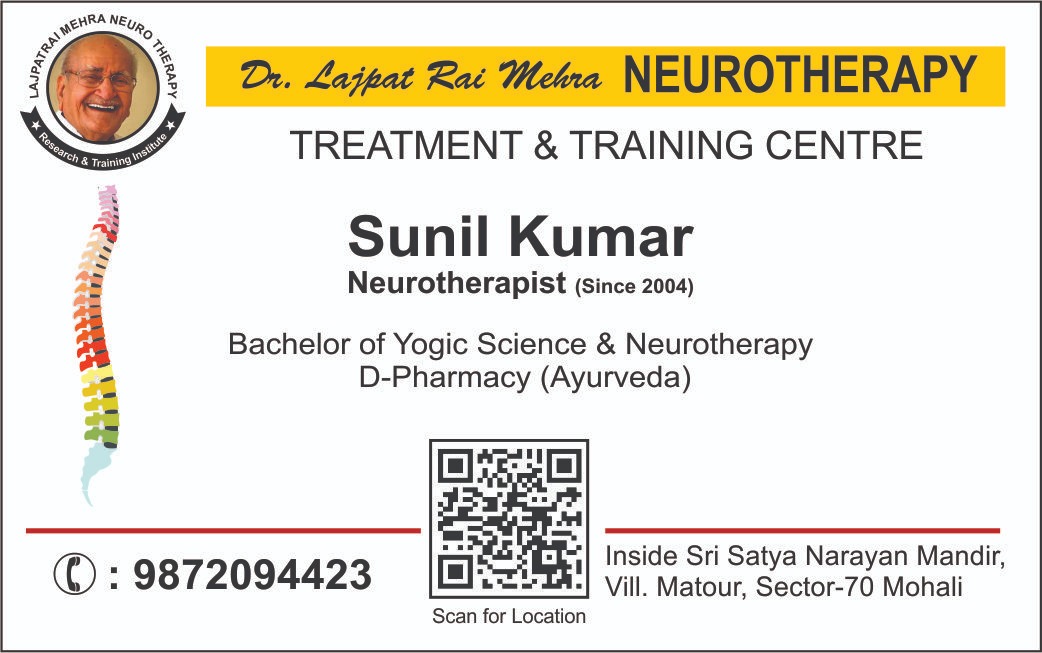 LAJPATRAI MEHRA NEURO THERAPY
★ Research & Training Institute ★
Dr. Lajpat Rai Mehra NEUROTHERAPY
TREATMENT & TRAINING CENTRE
Sunil Kumar
Neurotherapist (Since 2004)
Bachelor of Yogic Science & Neurotherapy
D-Pharmacy (Ayurveda)
: 9872094423
Scan for Location
Inside Sri Satya Narayan Mandir,
Vill. Matour, Sector-70 Mohali